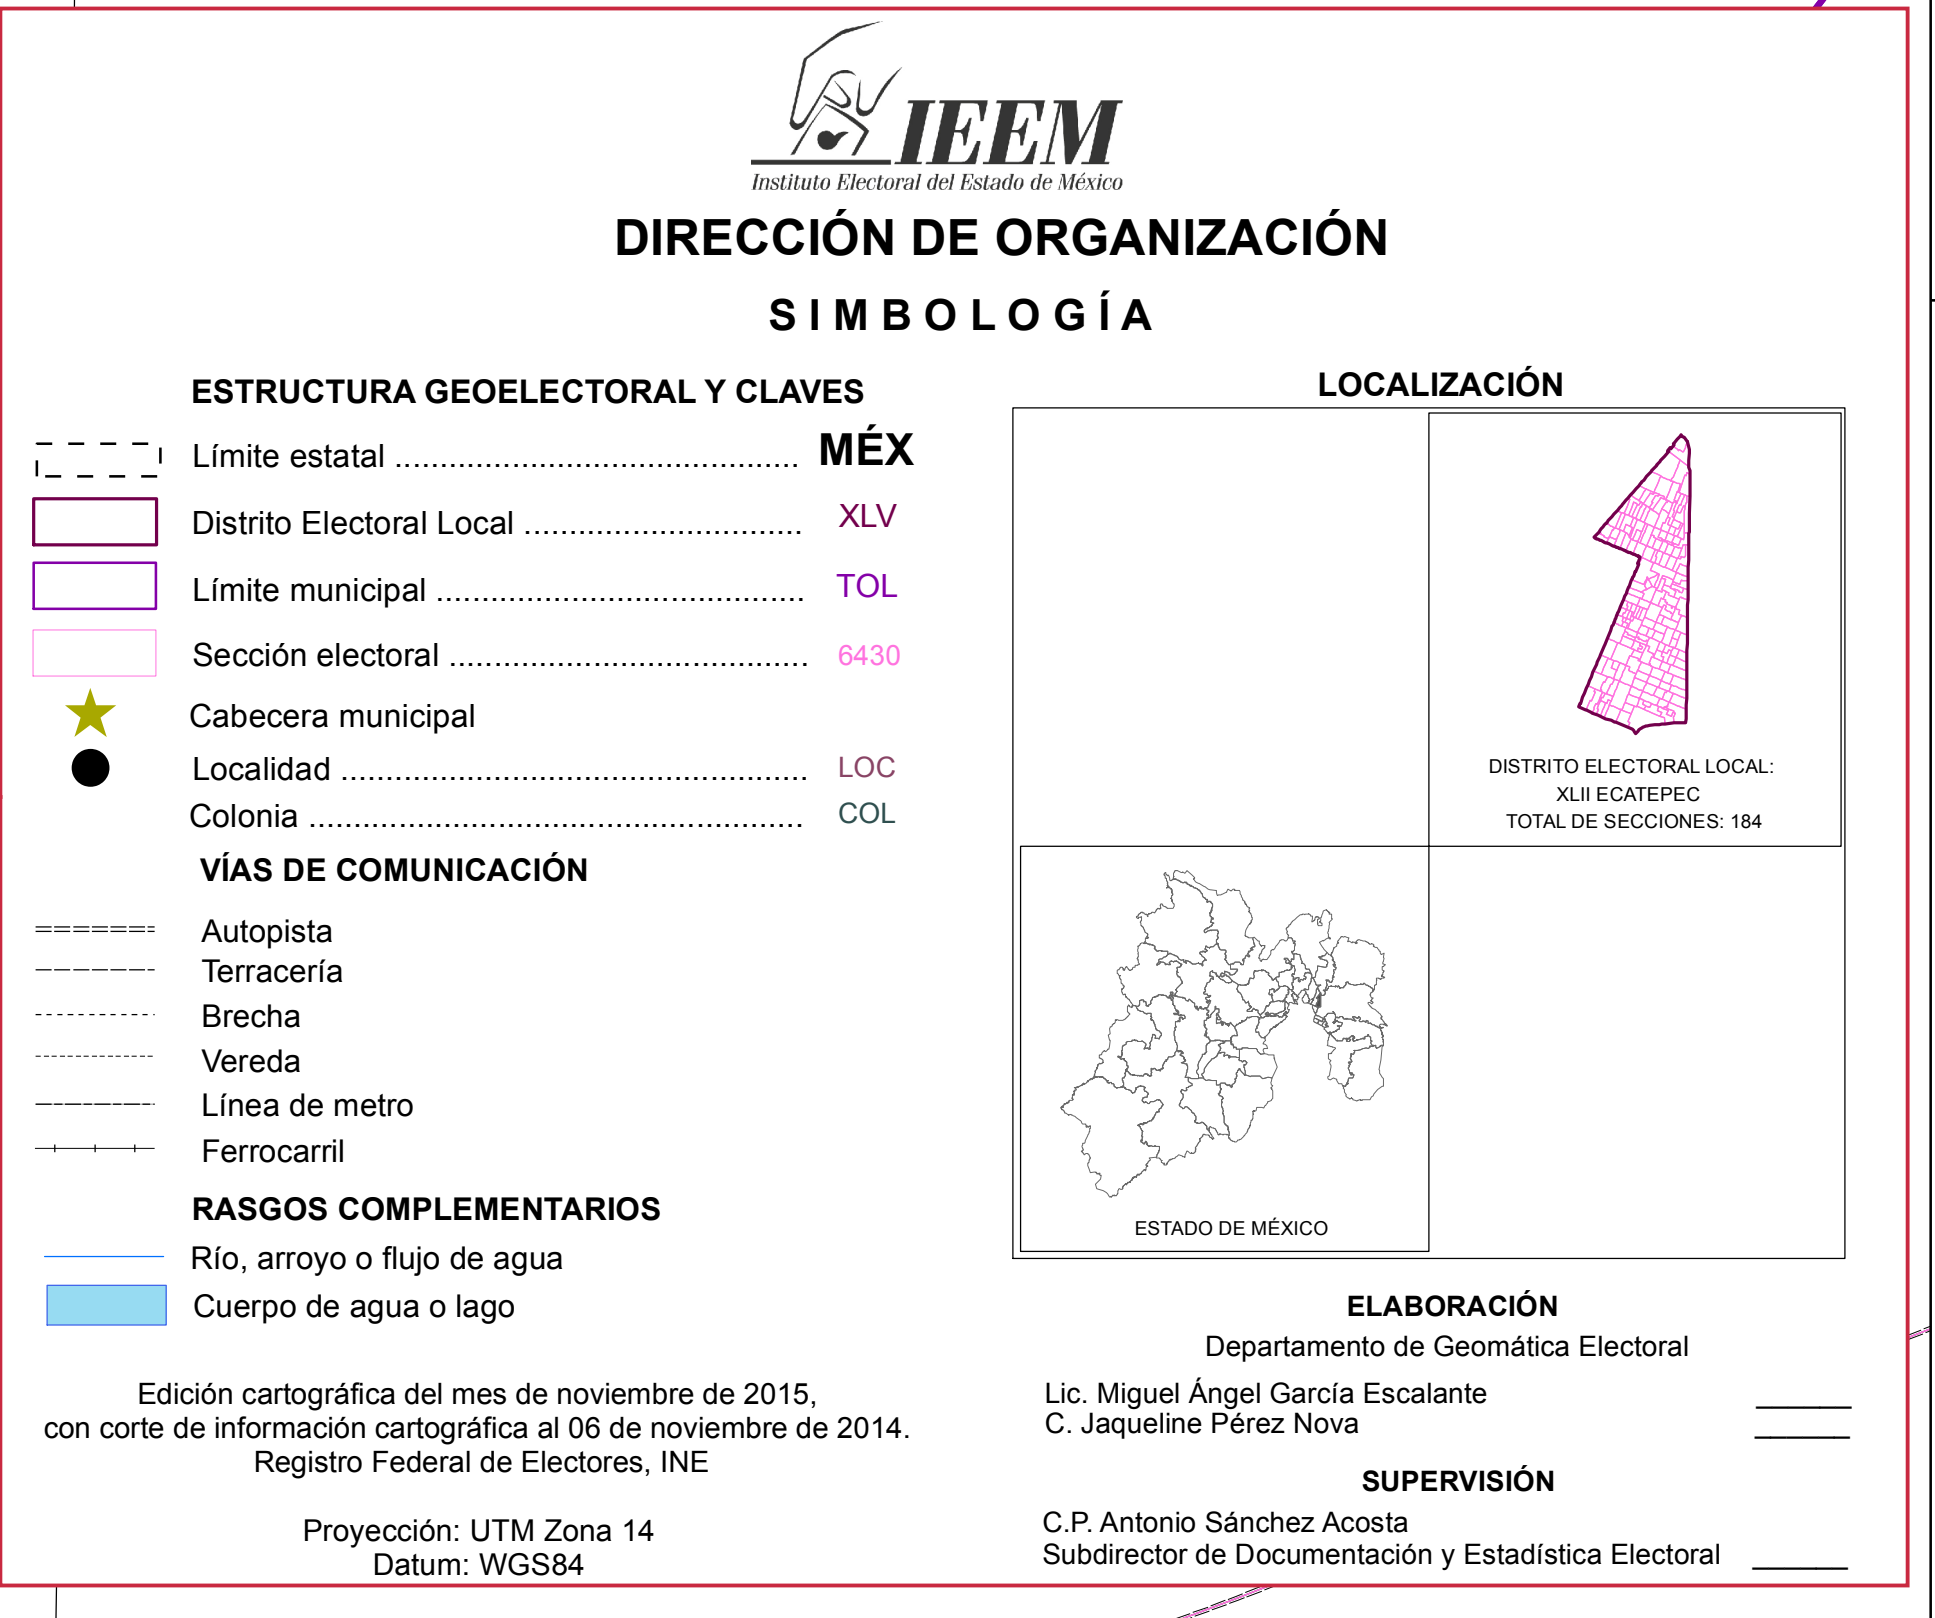 IEEM
Instituto Electoral del Estado de México
DIRECCIÓN DE ORGANIZACIÓN
SIMBOLOGÍA
ESTRUCTURA GEOELECTORAL Y CLAVES
Límite estatal ............................................. MÉX
Distrito Electoral Local ............................... XLV
Límite municipal ......................................... TOL
Sección electoral ........................................ 6430
Cabecera municipal
Localidad .................................................... LOC
Colonia ....................................................... COL
VÍAS DE COMUNICACIÓN
Autopista
Terracería
Brecha
Vereda
Línea de metro
Ferrocarril
RASGOS COMPLEMENTARIOS
Río, arroyo o flujo de agua
Cuerpo de agua o lago
Edición cartográfica del mes de noviembre de 2015,
con corte de información cartográfica al 06 de noviembre de 2014.
Registro Federal de Electores, INE
Proyección: UTM Zona 14
Datum: WGS84
LOCALIZACIÓN
DISTRITO ELECTORAL LOCAL:
XLII ECATEPEC
TOTAL DE SECCIONES: 184
ESTADO DE MÉXICO
ELABORACIÓN
Departamento de Geomática Electoral
Lic. Miguel Ángel García Escalante
C. Jaqueline Pérez Nova
SUPERVISIÓN
C.P. Antonio Sánchez Acosta
Subdirector de Documentación y Estadística Electoral